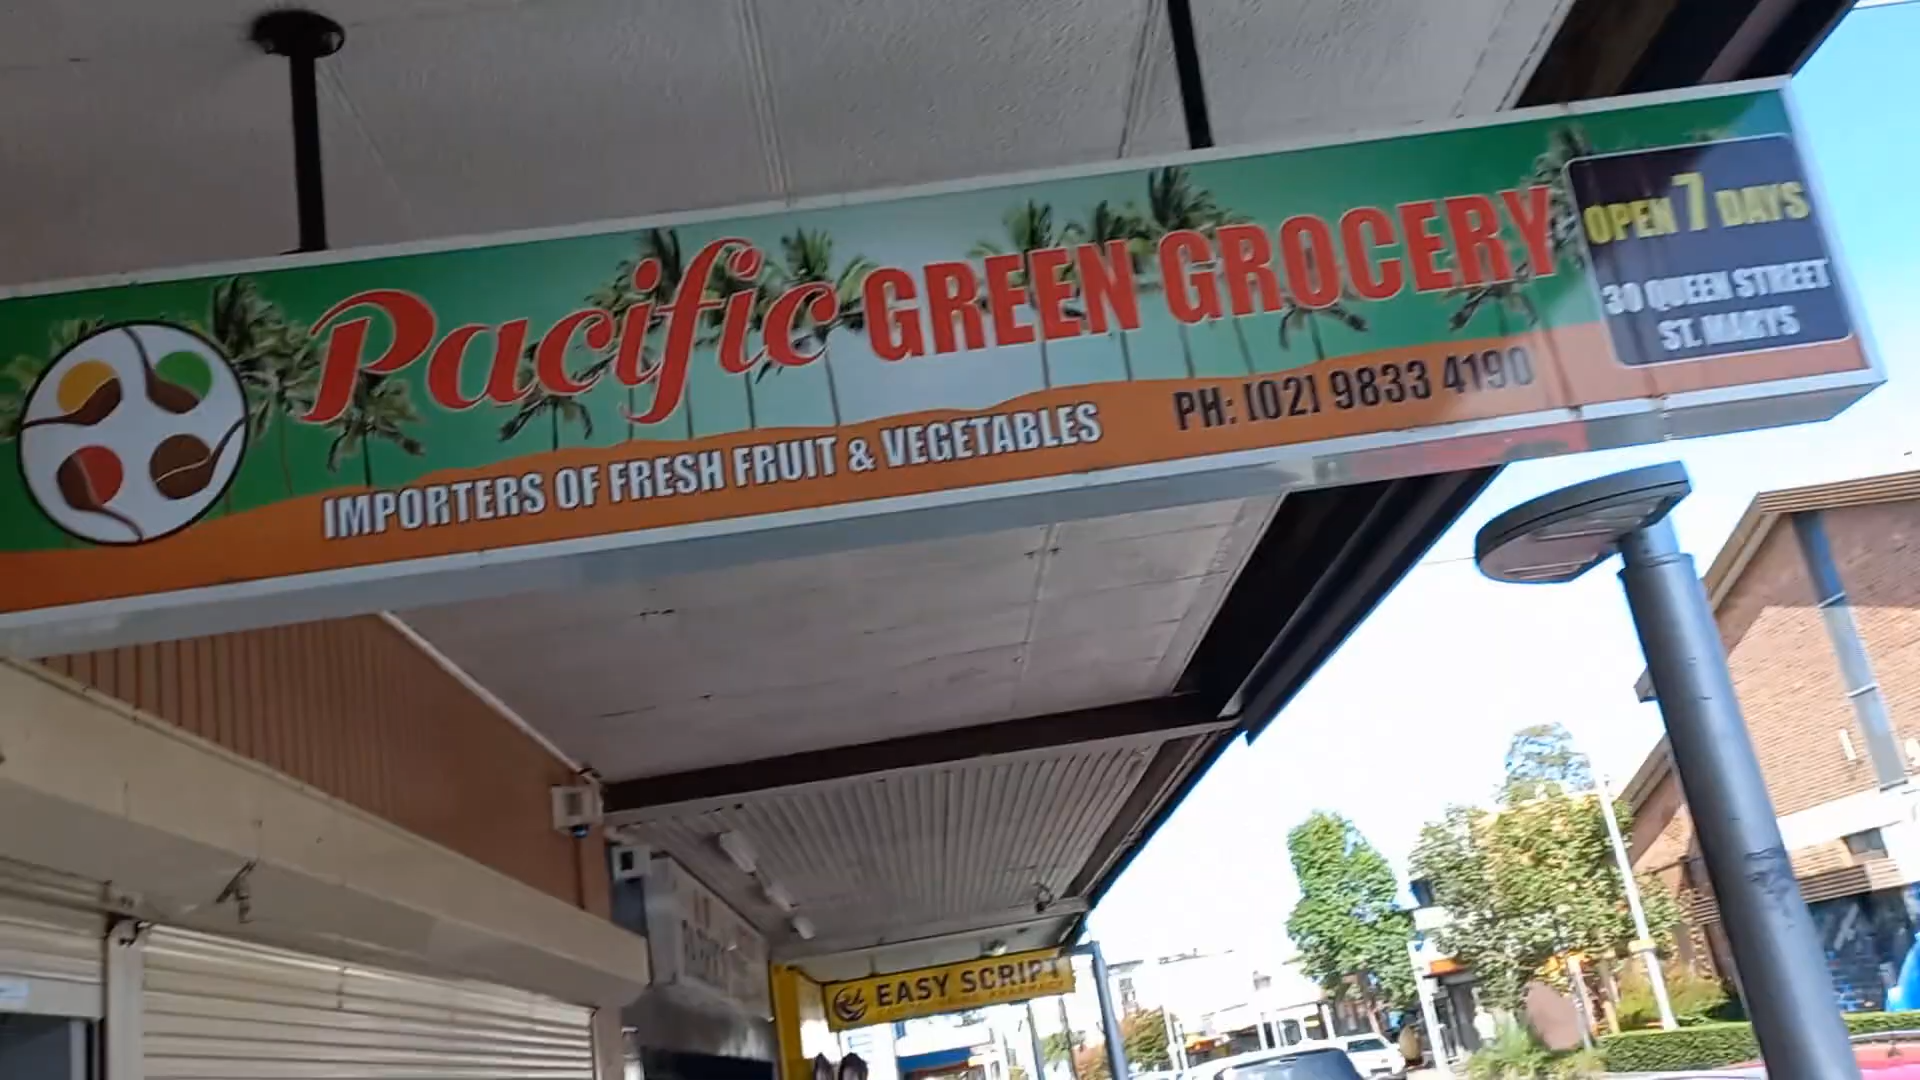 Pacific GREEN GROCERY
IMPORTERS OF FRESH FRUIT & VEGETABLES
PH: [02] 9833 4190
OPEN 7 DAYS
30 QUEEN STREET
ST. MARYS
EASY SCRIPT